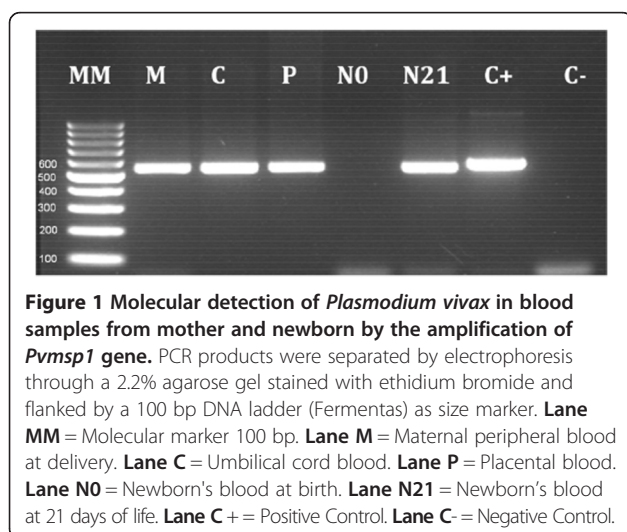 MM M C P N0 N21 C+ C-
600
500
400
300
200
100
Figure 1 Molecular detection of Plasmodium vivax in blood
samples from mother and newborn by the amplification of
Pvmsp1 gene. PCR products were separated by electrophoresis
through a 2.2% agarose gel stained with ethidium bromide and
flanked by a 100 bp DNA ladder (Fermentas) as size marker. Lane
MM = Molecular marker 100 bp. Lane M = Maternal peripheral blood
at delivery. Lane C = Umbilical cord blood. Lane P = Placental blood.
Lane N0 = Newborn's blood at birth. Lane N21 = Newborn's blood
at 21 days of life. Lane C + = Positive Control. Lane C- = Negative Control.